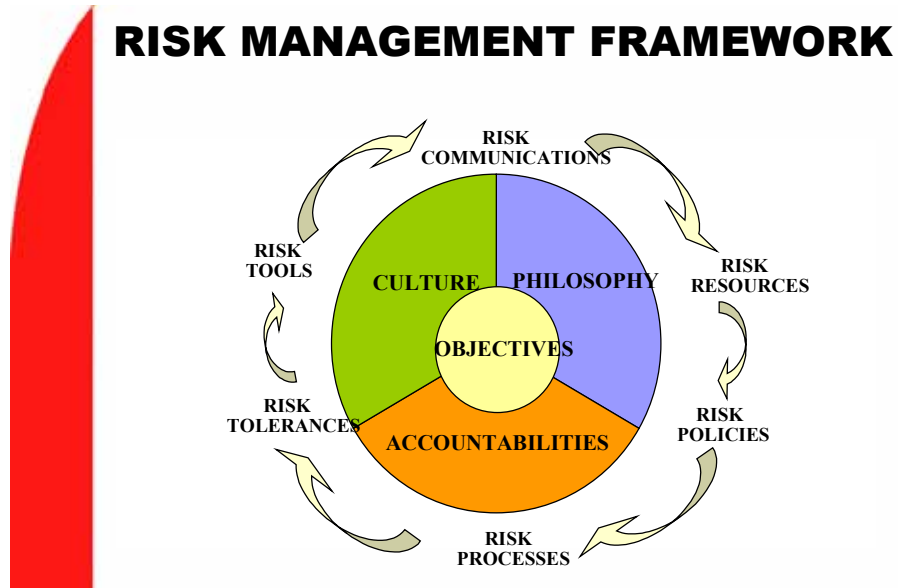 RISK MANAGEMENT FRAMEWORK
RISK
COMMUNICATIONS
RISK
TOOLS
RISK
RESOURCES
CULTURE
PHILOSOPHY
OBJECTIVES
RISK
TOLERANCES
RISK
POLICIES
ACCOUNTABILITIES
RISK
PROCESSES